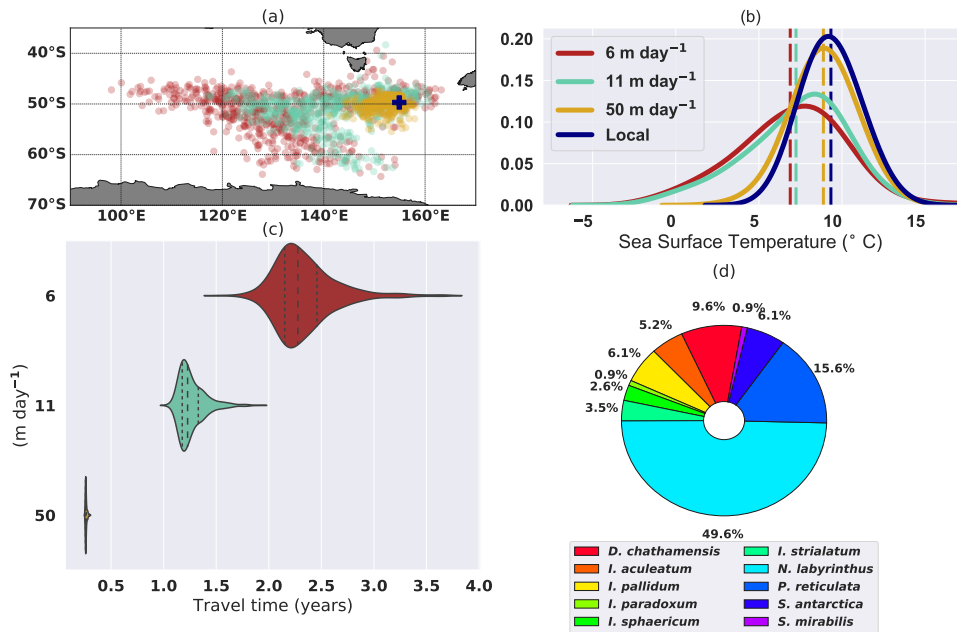 (a)
40°S
50°S
60°S
70°S
100°E 120°E 140°E 160°E
(b)
0.20
0.15
0.10
0.05
0.00
6 m day⁻¹
11 m day⁻¹
50 m day⁻¹
Local
−5 0 5 10 15
Sea Surface Temperature (° C)
(c)
6
11
50
(m day⁻¹)
0.5 1.0 1.5 2.0 2.5 3.0 3.5 4.0
Travel time (years)
(d)
9.6%
0.9%
6.1%
5.2%
15.6%
6.1%
0.9%
2.6%
3.5%
49.6%
D. chathamensis
I. aculeatum
I. pallidum
I. paradoxum
I. sphaericum
I. strialatum
N. labyrinthus
P. reticulata
S. antarctica
S. mirabilis